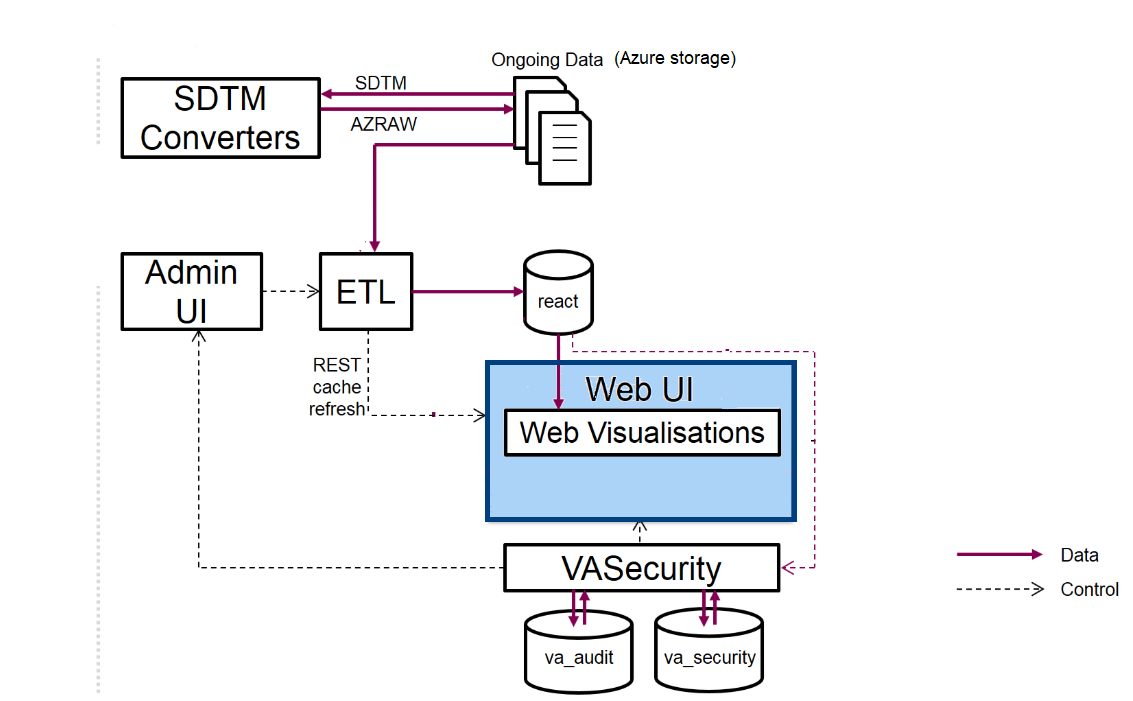 Ongoing Data (Azure storage)
SDTM
SDTM
Converters
AZRAW
Admin
UI
ETL
react
REST
cache
refresh
Web UI
Web Visualisations
VASecurity
Data
Control
va_audit
va_security